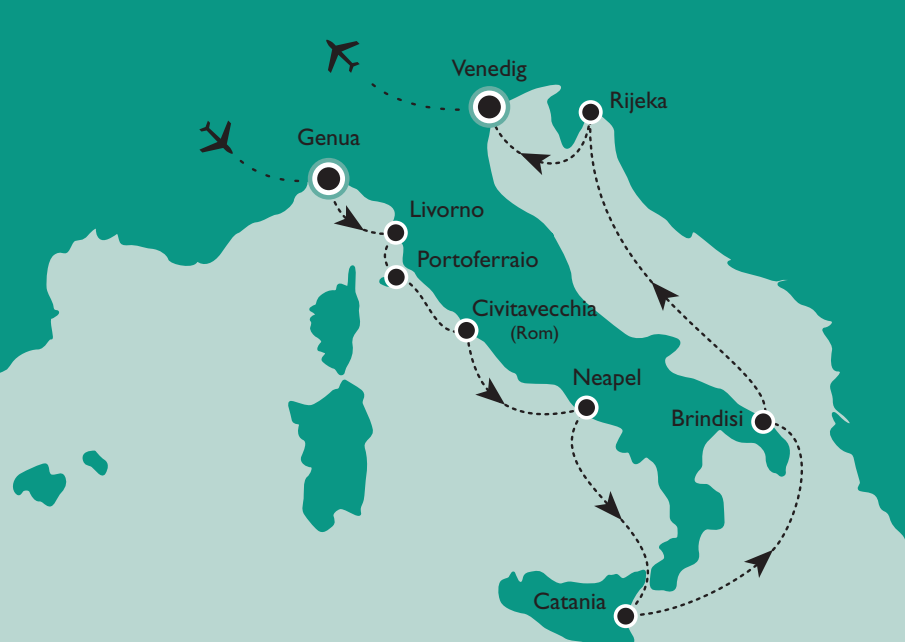 Venedig
Rijeka
Genua
Livorno
Portoferraio
Civitavecchia
(Rom)
Neapel
Brindisi
Catania